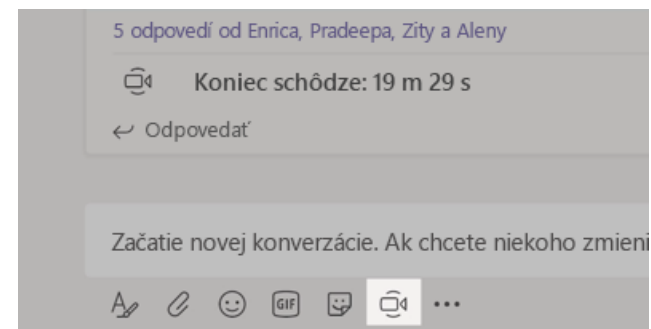 5 odpovedí od Enrica, Pradeepa, Zity a Aleny
Koniec schôdze: 19 m 29 s
Odpovedať
Začatie novej konverzácie. Ak chcete niekoho zmieni
GIF